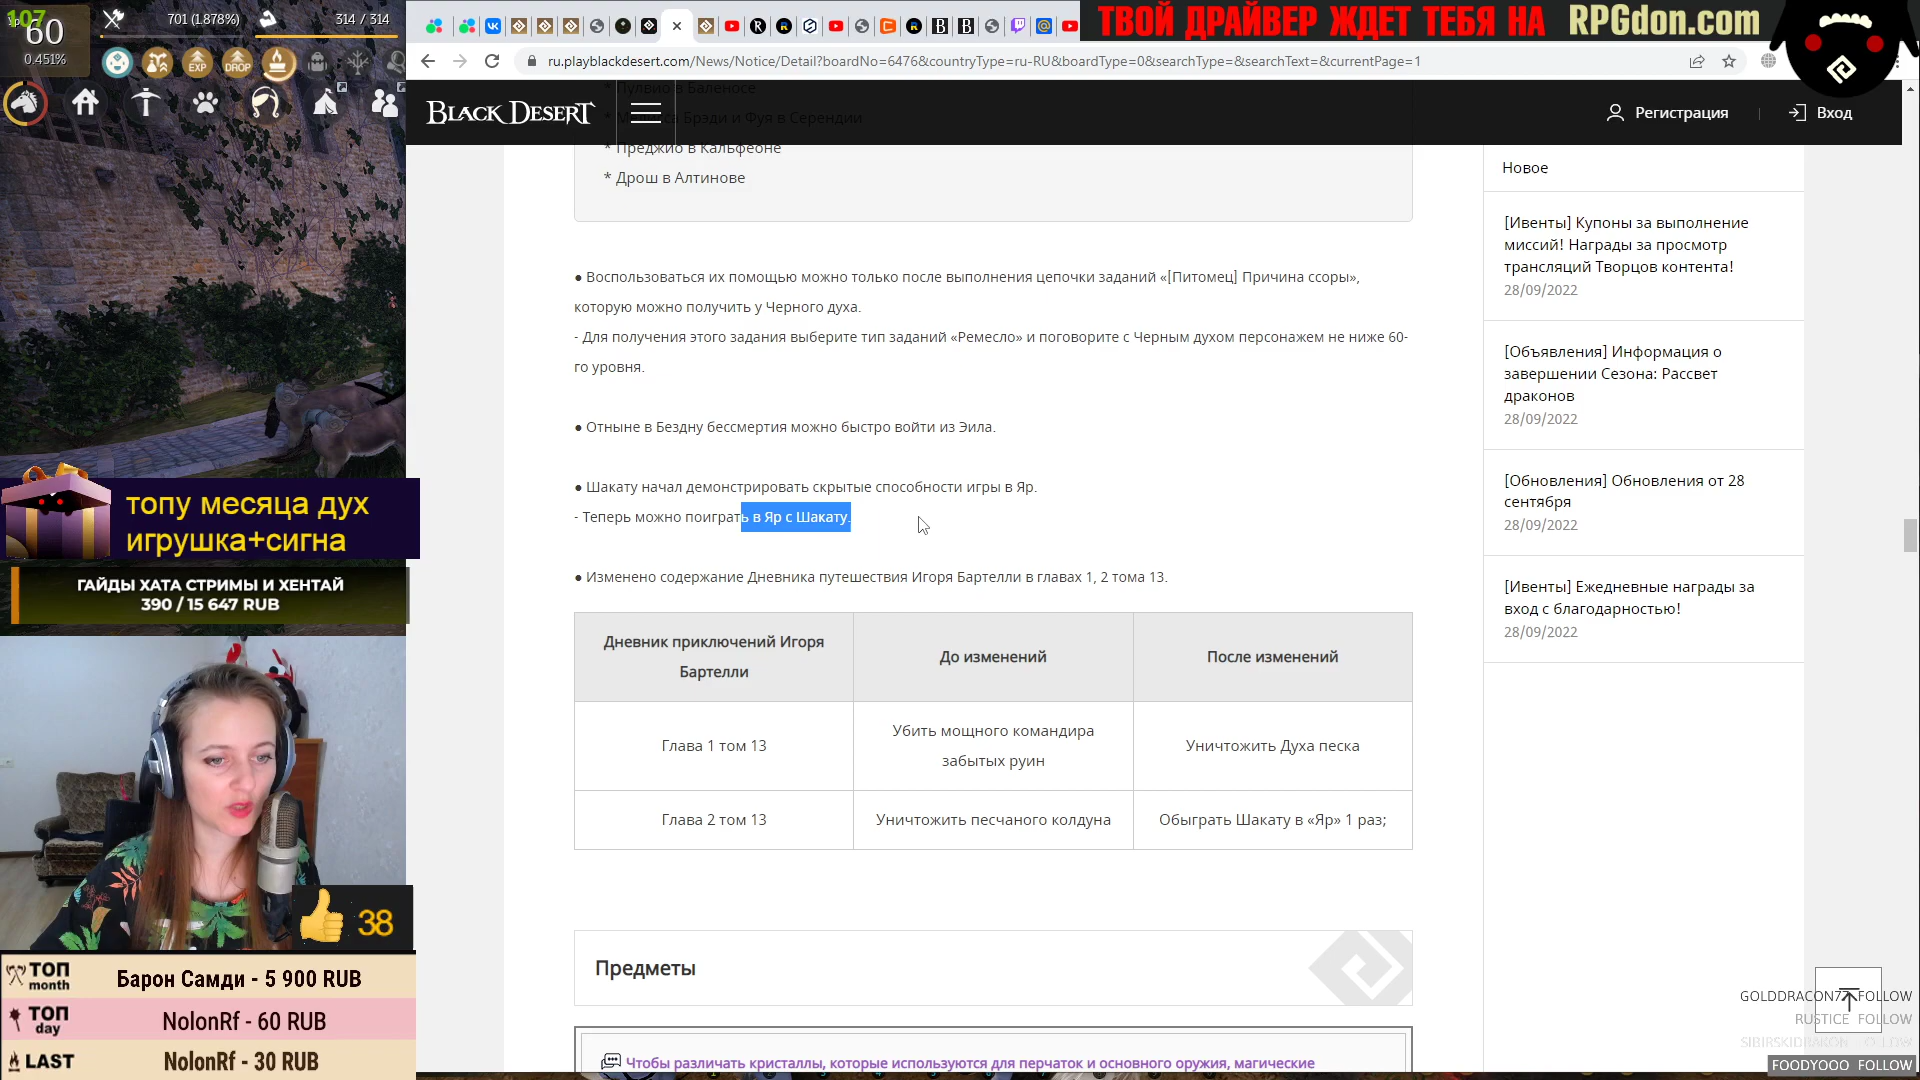 107
60
0.451%
701 (1.878%)
314 / 314
EXP
DROP
ТВОЙ ДРАЙВЕР ЖДЕТ ТЕБЯ НА RPGdon.com
ru.playblackdesert.com/News/Notice/Detail?boardNo=6476&countryType=ru-RU&boardType=0&searchType=&searchText=&currentPage=1
BLACK DESERT
Регистрация
Вход
* Преджио в Кальфеоне
* Дрош в Алтинове
● Воспользоваться их помощью можно только после выполнения цепочки заданий «[Питомец] Причина ссоры»,
которую можно получить у Черного духа.
- Для получения этого задания выберите тип заданий «Ремесло» и поговорите с Черным духом персонажем не ниже 60-
го уровня.
● Отныне в Бездну бессмертия можно быстро войти из Эила.
● Шакату начал демонстрировать скрытые способности игры в Яр.
- Теперь можно поиграть в Яр с Шакату.
● Изменено содержание Дневника путешествия Игоря Бартелли в главах 1, 2 тома 13.
Дневник приключений Игоря
Бартелли
До изменений
После изменений
Глава 1 том 13
Убить мощного командира
забытых руин
Уничтожить Духа песка
Глава 2 том 13
Уничтожить песчаного колдуна
Обыграть Шакату в «Яр» 1 раз;
Предметы
Чтобы различать кристаллы, которые используются для перчаток и основного оружия, магические
Новое
[Ивенты] Купоны за выполнение
миссий! Награды за просмотр
трансляций Творцов контента!
28/09/2022
[Объявления] Информация о
завершении Сезона: Рассвет
драконов
28/09/2022
[Обновления] Обновления от 28
сентября
28/09/2022
[Ивенты] Ежедневные награды за
вход с благодарностью!
28/09/2022
топу месяца дух
игрушка+сигна
ГАЙДЫ ХАТА СТРИМЫ И ХЕНТАЙ
390 / 15 647 RUB
38
ТОП
month
Барон Самди - 5 900 RUB
ТОП
day
NolonRf - 60 RUB
LAST
NolonRf - 30 RUB
GOLDDRACON77 FOLLOW
RUSTICE FOLLOW
FOODYOOO FOLLOW